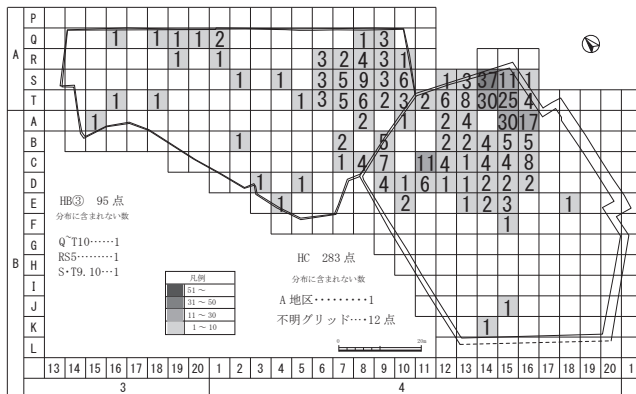 P
Q 1 1 1 1 2 1 3
A R 1 1 3 2 4 3 1
S 1 1 3 5 9 3 6 1 3 37 11 1
T 1 1 1 3 5 6 2 3 2 6 8 30 25 4
A 1 2 1 2 4 30 17
B 1 2 5 2 2 4 5 5
C 1 4 7 11 4 1 4 4 8
D 1 1 4 1 6 1 1 2 2 2
E 1 2 1 2 3 1
F 1
B G
H
I
J 1
K 1
L
HB③ 95 点
分布に含まれない数
Q~T10……1
RS5………1
S・T9.10…1
凡例
51 ~
31 ~ 50
11 ~ 30
1 ~ 10
HC 283 点
分布に含まれない数
A 地区・・・・・・・・・1
不明グリッド‥‥12 点
0 20m
13 14 15 16 17 18 19 20 1 2 3 4 5 6 7 8 9 10 11 12 13 14 15 16 17 18 19 20 1
3 4